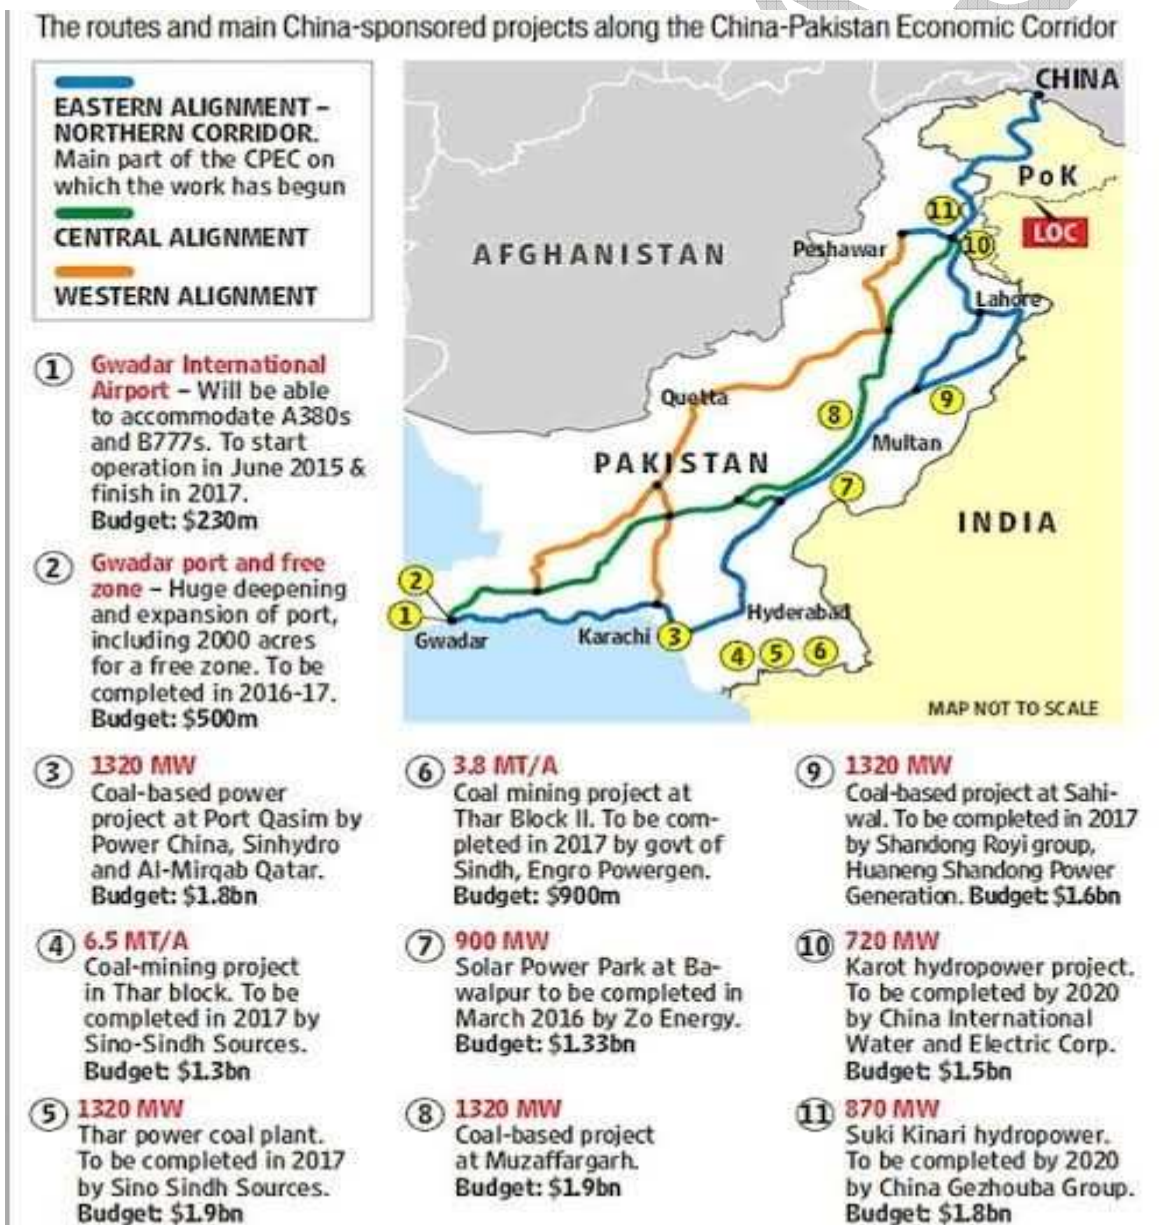 The routes and main China-sponsored projects along the China-Pakistan Economic Corridor
EASTERN ALIGNMENT –
NORTHERN CORRIDOR.
Main part of the CPEC on
which the work has begun
CENTRAL ALIGNMENT
WESTERN ALIGNMENT
CHINA
PoK
11
LOC
AFGHANISTAN
Peshawar
10
Lahore
Quetta
8
9
Multan
PAKISTAN
7
INDIA
2
1
Gwadar
Karachi
3
Hyderabad
4
5
6
MAP NOT TO SCALE
1 Gwadar International
Airport – Will be able
to accommodate A380s
and B777s. To start
operation in June 2015 &
finish in 2017.
Budget: $230m
2 Gwadar port and free
zone – Huge deepening
and expansion of port,
including 2000 acres
for a free zone. To be
completed in 2016-17.
Budget: $500m
3 1320 MW
Coal-based power
project at Port Qasim by
Power China, Sinhydro
and Al-Mirqab Qatar.
Budget: $1.8bn
4 6.5 MT/A
Coal-mining project
in Thar block. To be
completed in 2017 by
Sino-Sindh Sources.
Budget: $1.3bn
5 1320 MW
Thar power coal plant.
To be completed in 2017
by Sino Sindh Sources.
Budget: $1.9bn
6 3.8 MT/A
Coal mining project at
Thar Block II. To be com-
pleted in 2017 by govt of
Sindh, Engro Powergen.
Budget: $900m
7 900 MW
Solar Power Park at Ba-
walpur to be completed in
March 2016 by Zo Energy.
Budget: $1.33bn
8 1320 MW
Coal-based project
at Muzaffargarh.
Budget: $1.9bn
9 1320 MW
Coal-based project at Sahi-
wal. To be completed in 2017
by Shandong Royi group,
Huaneng Shandong Power
Generation. Budget: $1.6bn
10 720 MW
Karot hydropower project.
To be completed by 2020
by China International
Water and Electric Corp.
Budget: $1.5bn
11 870 MW
Suki Kinari hydropower.
To be completed by 2020
by China Gezhouba Group.
Budget: $1.8bn